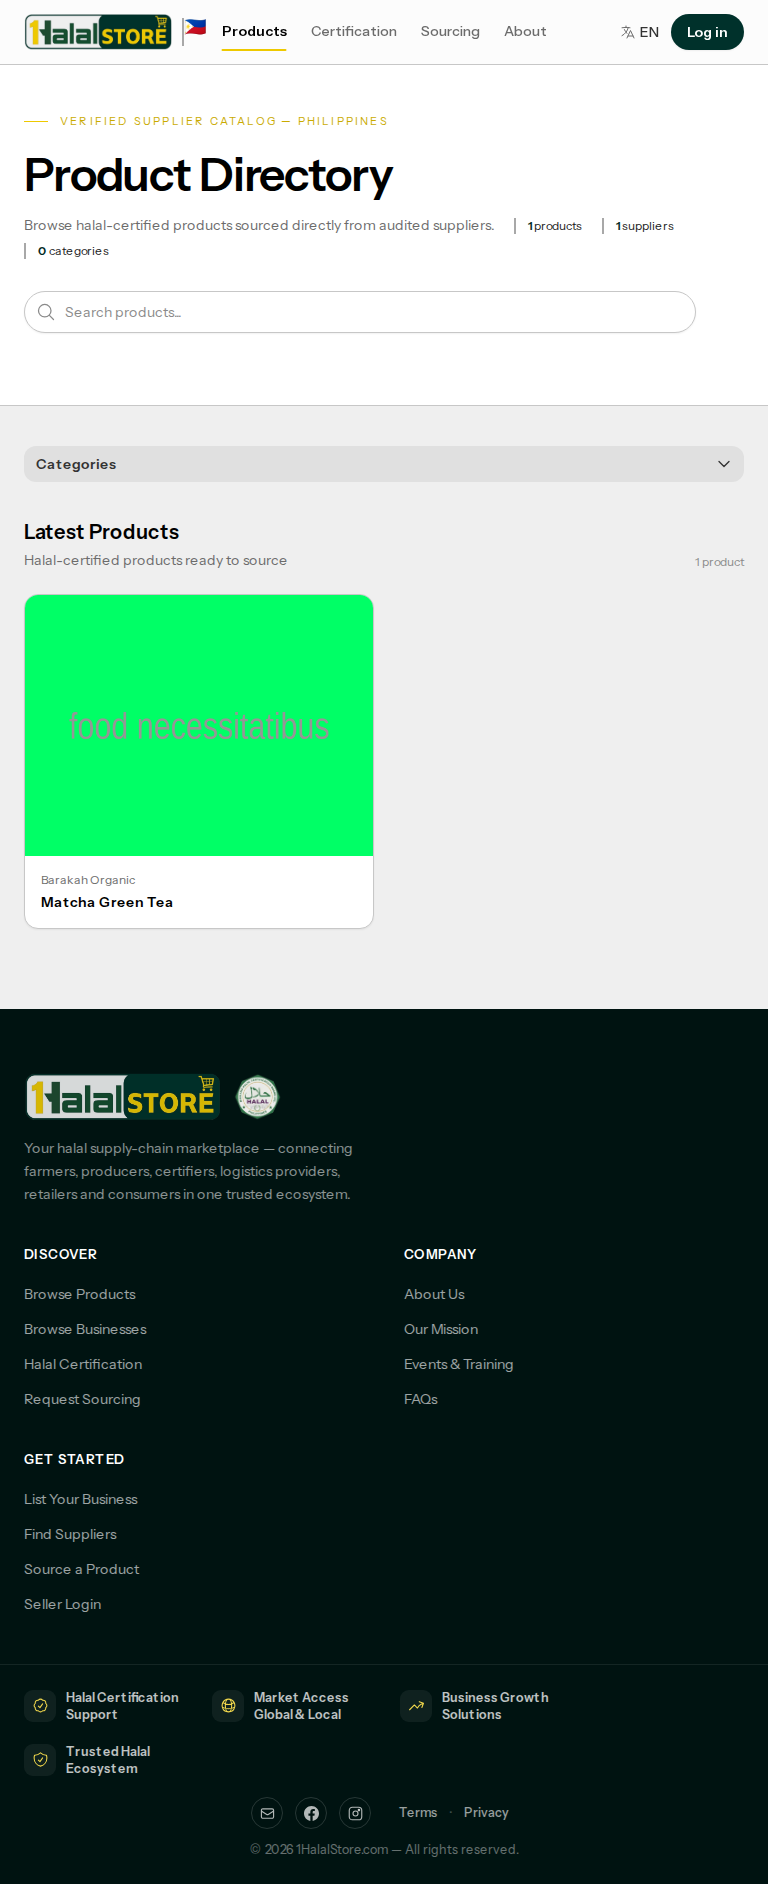 1HalalSTORE
Products
Certification
Sourcing
About
EN
Log in
VERIFIED SUPPLIER CATALOG — PHILIPPINES
Product Directory
Browse halal-certified products sourced directly from audited suppliers. 1 products 1 suppliers
0 categories
Search products...
Categories
Latest Products
Halal-certified products ready to source
1 product
food necessitatibus
Barakah Organic
Matcha Green Tea
1HalalSTORE
حلال
HALAL
Your halal supply-chain marketplace — connecting
farmers, producers, certifiers, logistics providers,
retailers and consumers in one trusted ecosystem.
DISCOVER
Browse Products
Browse Businesses
Halal Certification
Request Sourcing
COMPANY
About Us
Our Mission
Events & Training
FAQs
GET STARTED
List Your Business
Find Suppliers
Source a Product
Seller Login
Halal Certification
Support
Market Access
Global & Local
Business Growth
Solutions
Trusted Halal
Ecosystem
Terms · Privacy
© 2026 1HalalStore.com — All rights reserved.